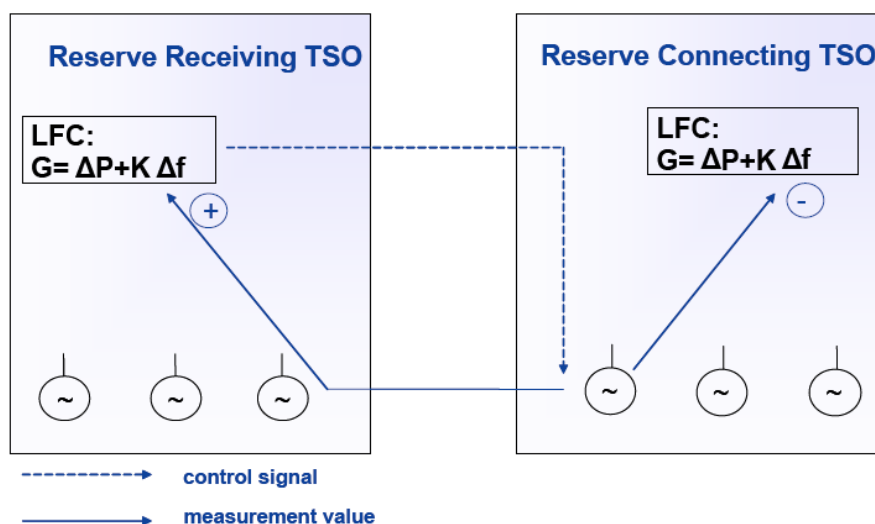 Reserve Receiving TSO
LFC:
G= ΔP+K Δf
+
~
~
~
Reserve Connecting TSO
LFC:
G= ΔP+K Δf
-
~
~
~
control signal
measurement value